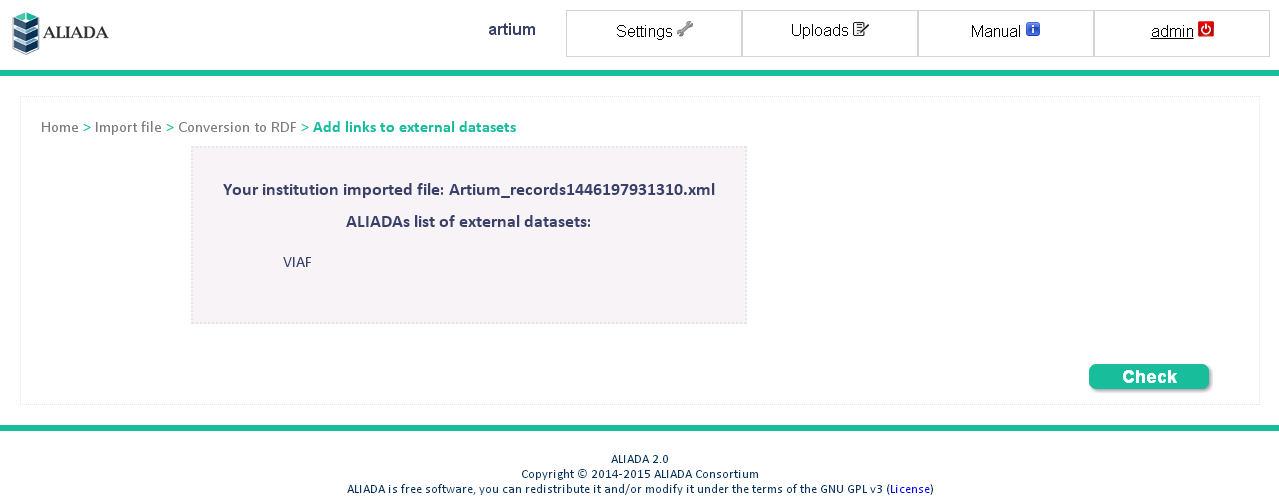 ALIADA
artium
Settings
Uploads
Manual
admin
Home > Import file > Conversion to RDF > Add links to external datasets
Your institution imported file: Artium_records1446197931310.xml
ALIADAs list of external datasets:
VIAF
Check
ALIADA 2.0
Copyright © 2014-2015 ALIADA Consortium
ALIADA is free software, you can redistribute it and/or modify it under the terms of the GNU GPL v3 (License)